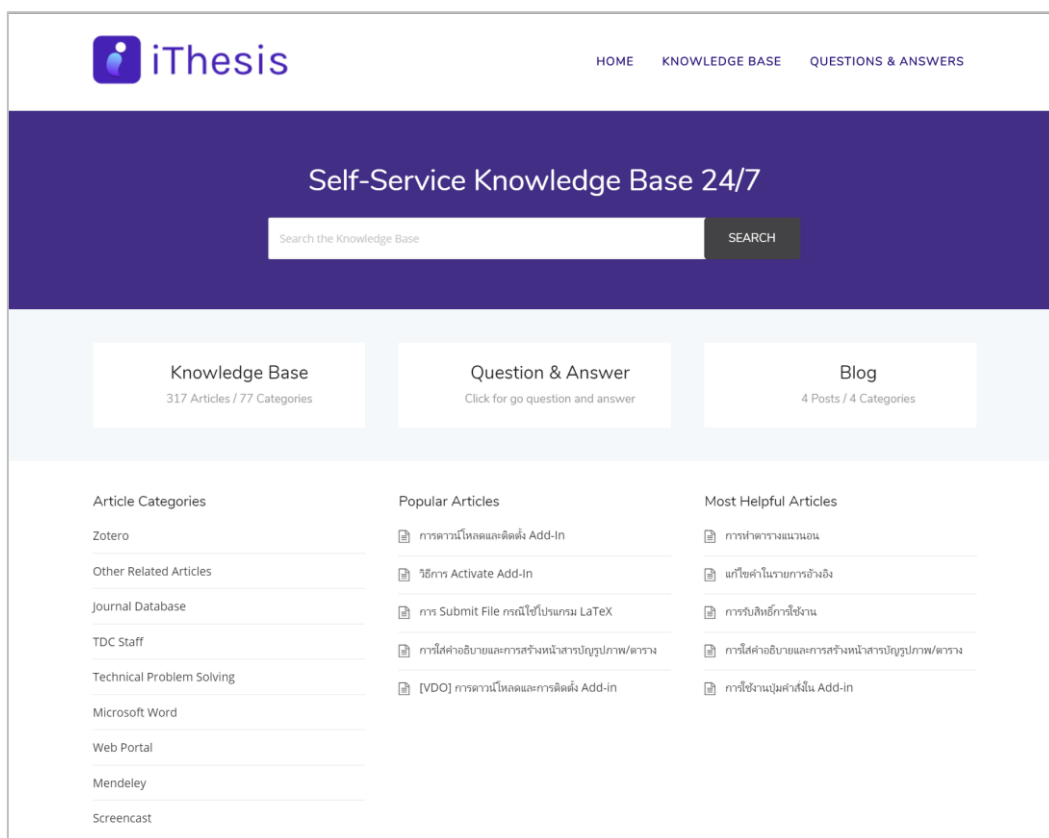 iThesis
HOME KNOWLEDGE BASE QUESTIONS & ANSWERS
Self-Service Knowledge Base 24/7
Search the Knowledge Base SEARCH
Knowledge Base
317 Articles / 77 Categories
Question & Answer
Click for go question and answer
Blog
4 Posts / 4 Categories
Article Categories
Zotero
Other Related Articles
Journal Database
TDC Staff
Technical Problem Solving
Microsoft Word
Web Portal
Mendeley
Screencast
Popular Articles
การดาวน์โหลดและติดตั้ง Add-In
วิธีการ Activate Add-In
การ Submit File กรณีใช้โปรแกรม LaTeX
การใส่คำอธิบายและการสร้างหน้าสารบัญรูปภาพ/ตาราง
[VDO] การดาวน์โหลดและการติดตั้ง Add-in
Most Helpful Articles
การทำตารางแนวนอน
แก้ไขคำในรายการอ้างอิง
การรับสิทธิ์การใช้งาน
การใส่คำอธิบายและการสร้างหน้าสารบัญรูปภาพ/ตาราง
การใช้งานปุ่มคำสั่งใน Add-in